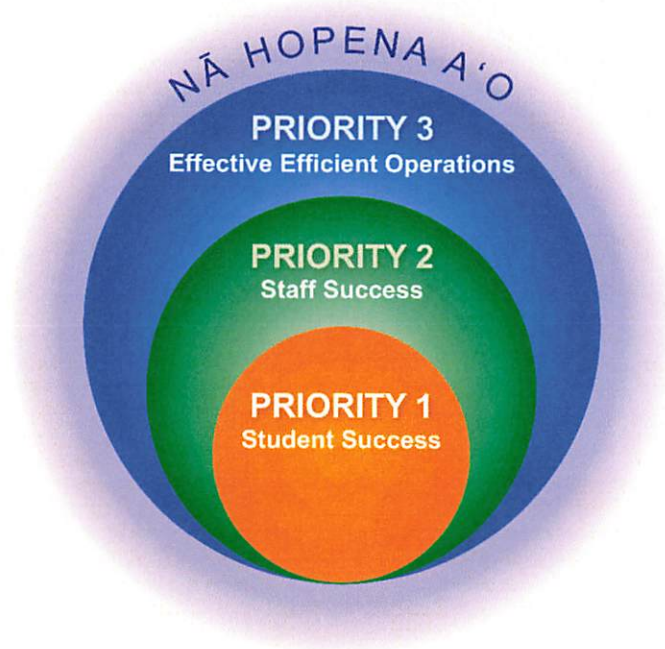 NĀ HOPENA A‘O
PRIORITY 3
Effective Efficient Operations
PRIORITY 2
Staff Success
PRIORITY 1
Student Success